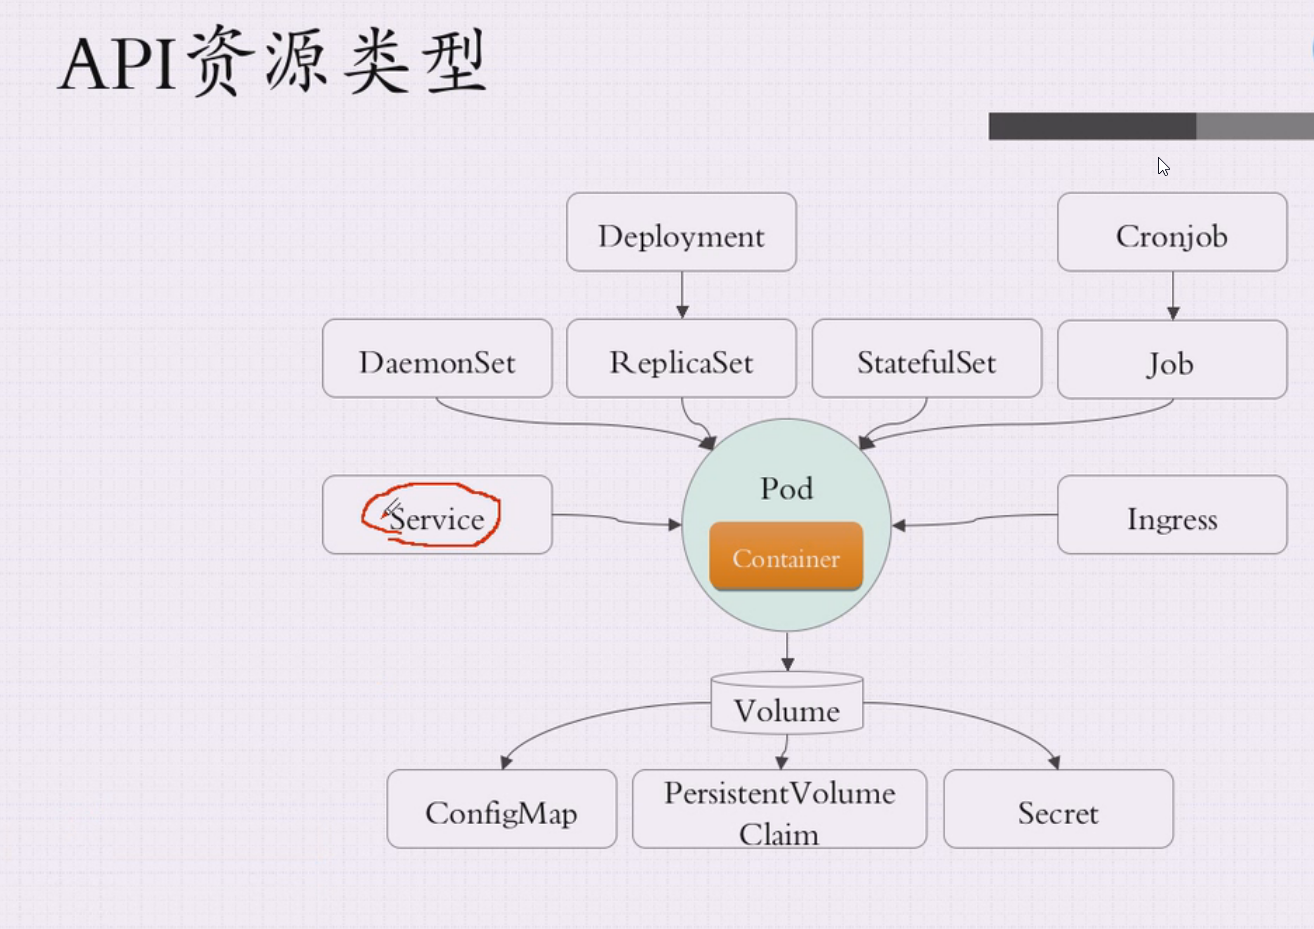 API资源类型
Deployment
Cronjob
DaemonSet
ReplicaSet
StatefulSet
Job
Service
Pod
Container
Ingress
Volume
ConfigMap
PersistentVolume
Claim
Secret